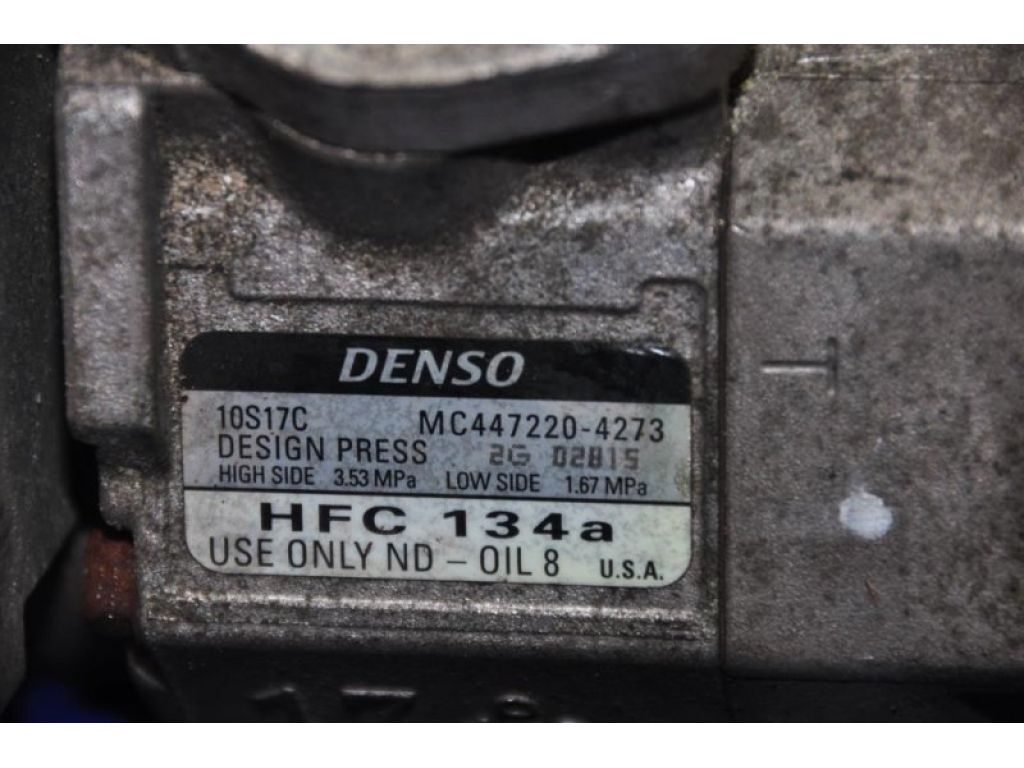 DENSO
10S17C MC447220-4273
DESIGN PRESS 2G 02815
HIGH SIDE 3.53 MPa LOW SIDE 1.67 MPa
HFC 134a
USE ONLY ND – OIL 8 U.S.A.